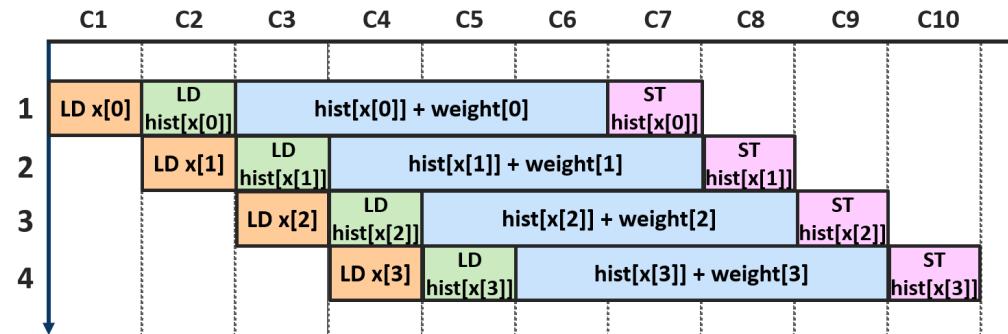 C1 C2 C3 C4 C5 C6 C7 C8 C9 C10
1
LD x[0]
LD
hist[x[0]]
hist[x[0]] + weight[0]
ST
hist[x[0]]
2
LD x[1]
LD
hist[x[1]]
hist[x[1]] + weight[1]
ST
hist[x[1]]
3
LD x[2]
LD
hist[x[2]]
hist[x[2]] + weight[2]
ST
hist[x[2]]
4
LD x[3]
LD
hist[x[3]]
hist[x[3]] + weight[3]
ST
hist[x[3]]